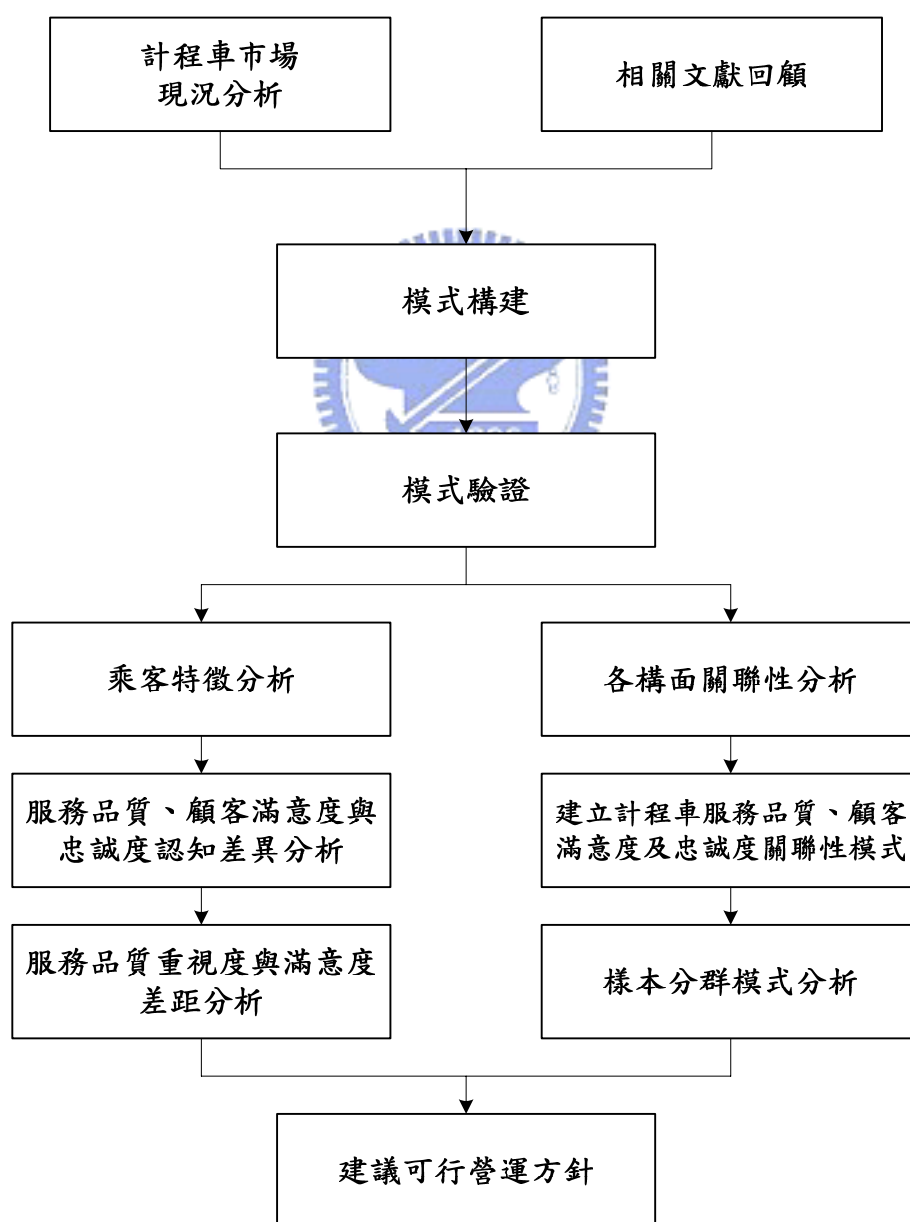 計程車市場
現況分析
相關文獻回顧
模式構建
模式驗證
乘客特徵分析
各構面關聯性分析
服務品質、顧客滿意度與
忠誠度認知差異分析
建立計程車服務品質、顧客
滿意度及忠誠度關聯性模式
服務品質重視度與滿意度
差距分析
樣本分群模式分析
建議可行營運方針